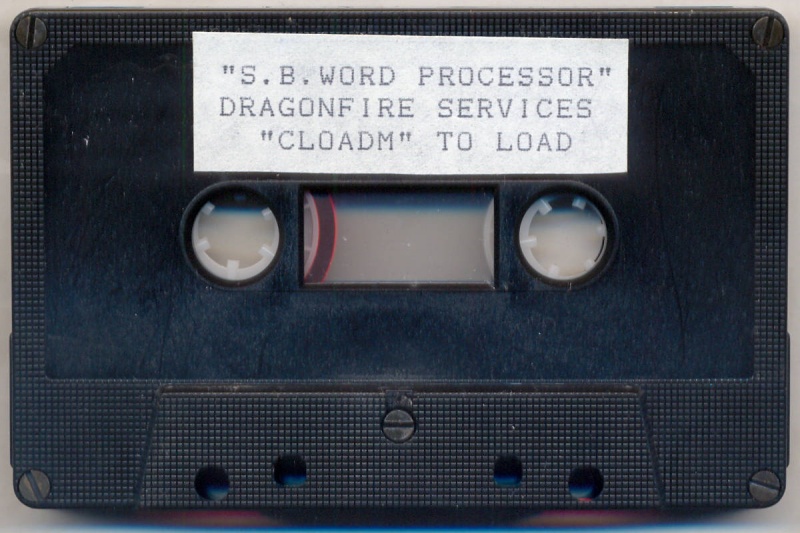 "S.B.WORD PROCESSOR"
DRAGONFIRE SERVICES
"CLOADM" TO LOAD